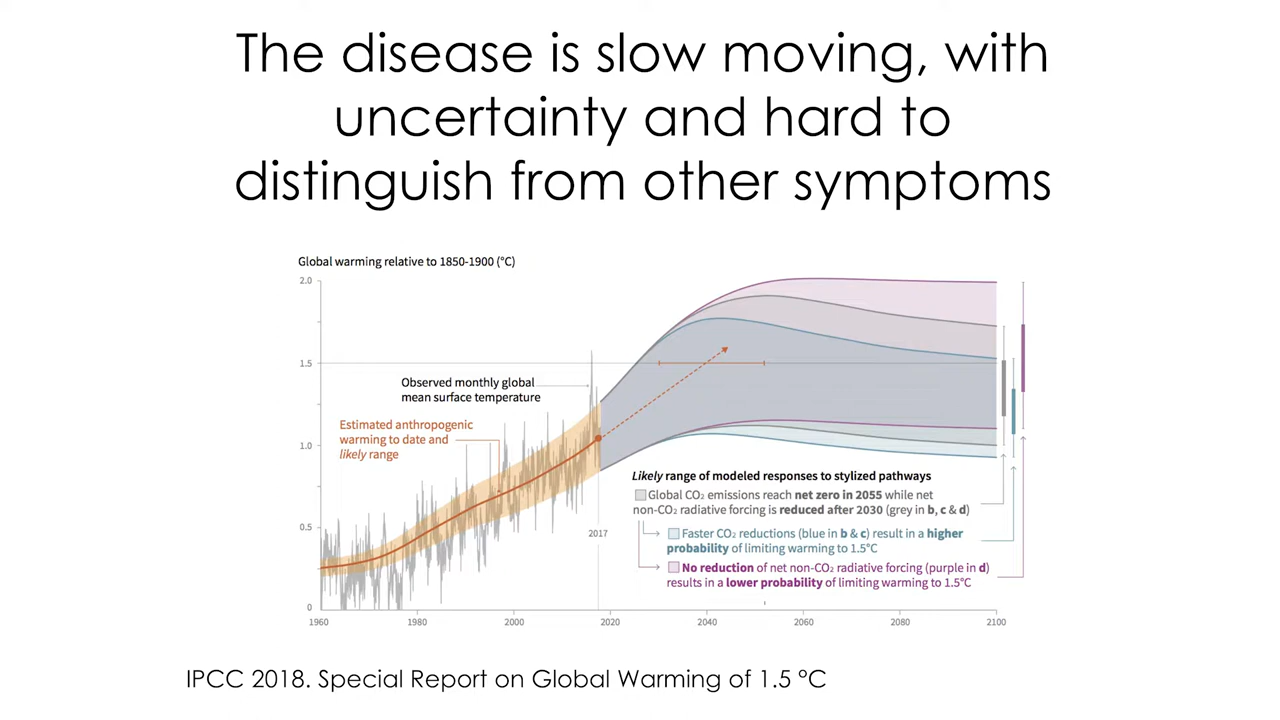 The disease is slow moving, with
uncertainty and hard to
distinguish from other symptoms
Global warming relative to 1850-1900 (°C)
2.0
1.5
1.0
0.5
0
Observed monthly global
mean surface temperature
Estimated anthropogenic
warming to date and
likely range
2017
Likely range of modeled responses to stylized pathways
Global CO₂ emissions reach net zero in 2055 while net
non-CO₂ radiative forcing is reduced after 2030 (grey in b, c & d)
Faster CO₂ reductions (blue in b & c) result in a higher
probability of limiting warming to 1.5°C
No reduction of net non-CO₂ radiative forcing (purple in d)
results in a lower probability of limiting warming to 1.5°C
1960
1980
2000
2020
2040
2060
2080
2100
IPCC 2018. Special Report on Global Warming of 1.5 °C